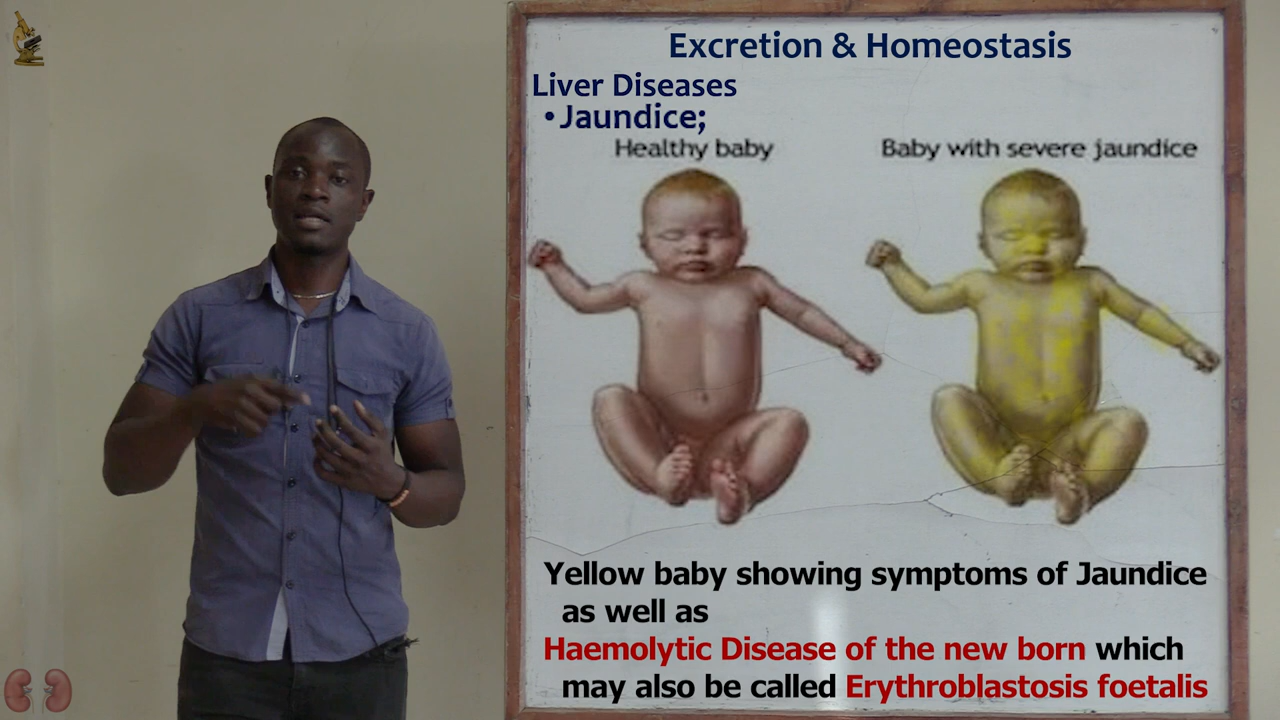 Excretion & Homeostasis
Liver Diseases
•Jaundice;
Healthy baby
Baby with severe jaundice
Yellow baby showing symptoms of Jaundice
as well as
Haemolytic Disease of the new born which
may also be called Erythroblastosis foetalis